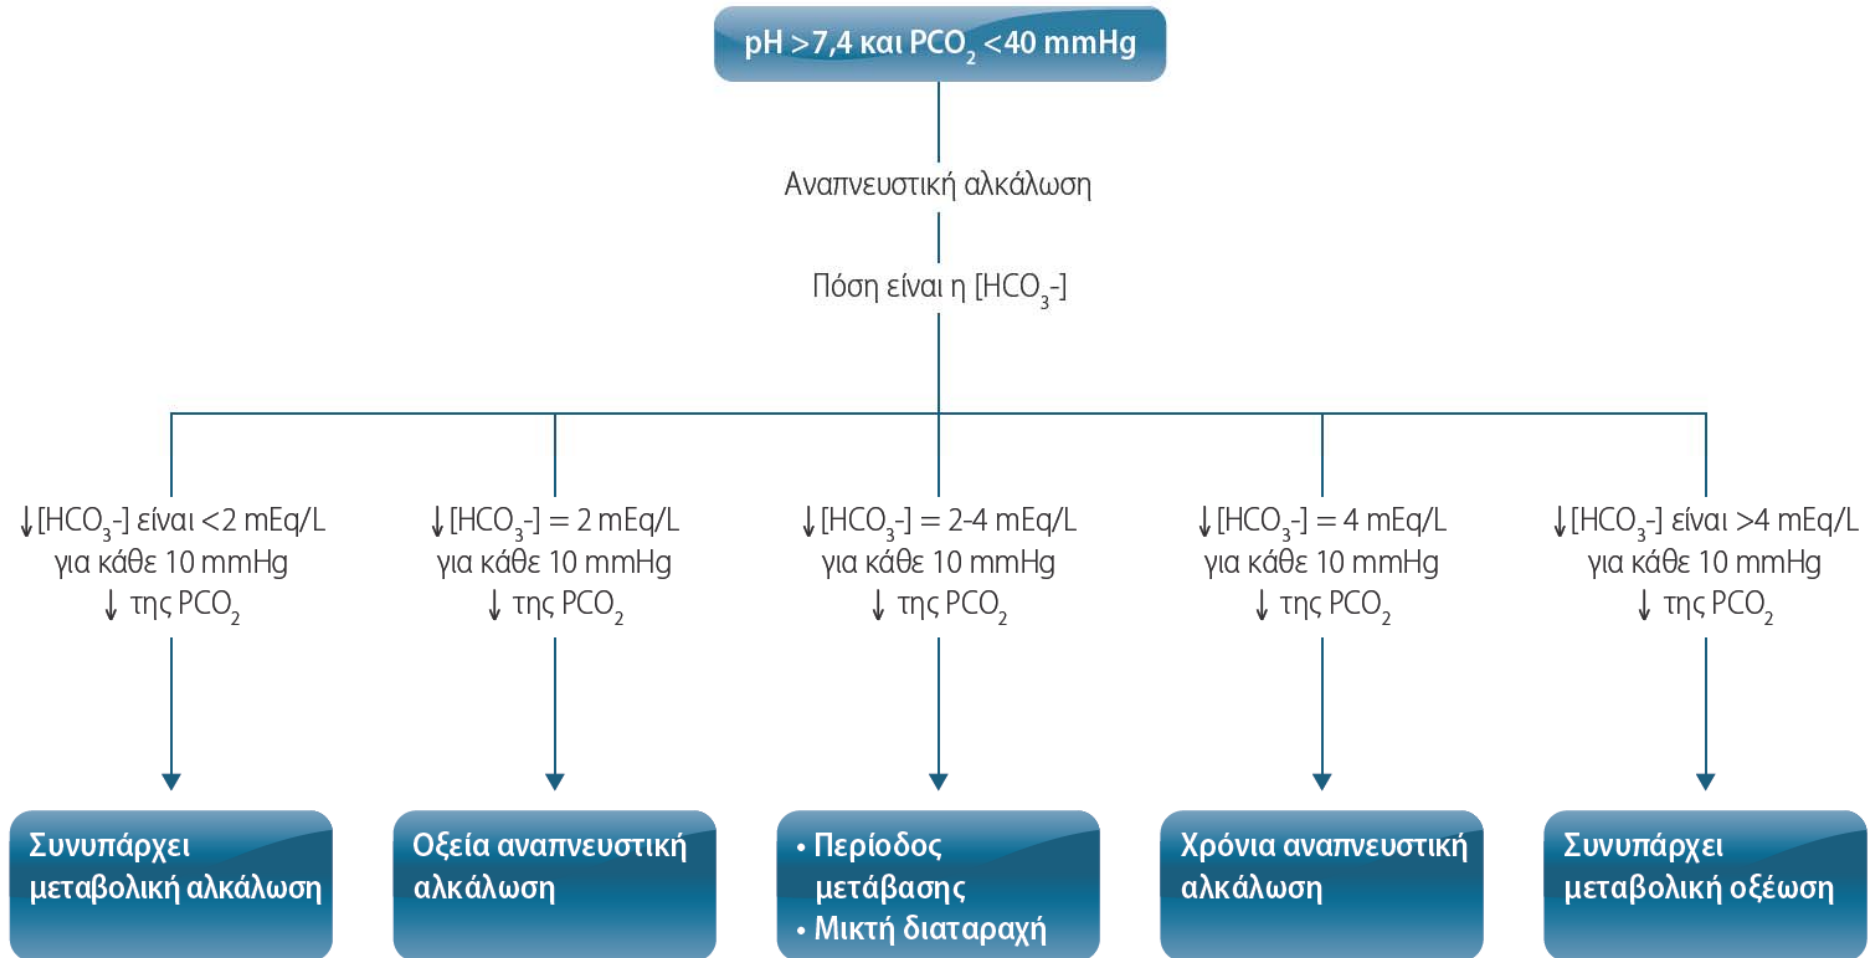 pH >7,4 και PCO₂ <40 mmHg
Αναπνευστική αλκάλωση
Πόση είναι η [HCO₃-]
↓[HCO₃-] είναι <2 mEq/L
για κάθε 10 mmHg
↓ της PCO₂
↓[HCO₃-] = 2 mEq/L
για κάθε 10 mmHg
↓ της PCO₂
↓[HCO₃-] = 2-4 mEq/L
για κάθε 10 mmHg
↓ της PCO₂
↓[HCO₃-] = 4 mEq/L
για κάθε 10 mmHg
↓ της PCO₂
↓[HCO₃-] είναι >4 mEq/L
για κάθε 10 mmHg
↓ της PCO₂
Συνυπάρχει
μεταβολική αλκάλωση
Οξεία αναπνευστική
αλκάλωση
• Περίοδος
μετάβασης
• Μικτή διαταραχή
Χρόνια αναπνευστική
αλκάλωση
Συνυπάρχει
μεταβολική οξέωση